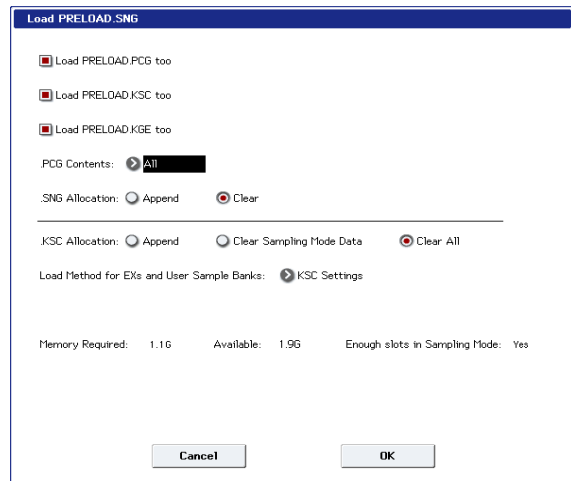 Load PRELOAD.SNG
Load PRELOAD.PCG too
Load PRELOAD.KSC too
Load PRELOAD.KGE too
.PCG Contents: All
.SNG Allocation: Append Clear
.KSC Allocation: Append Clear Sampling Mode Data Clear All
Load Method for EXs and User Sample Banks: KSC Settings
Memory Required: 1.1G Available: 1.9G Enough slots in Sampling Mode: Yes
Cancel OK